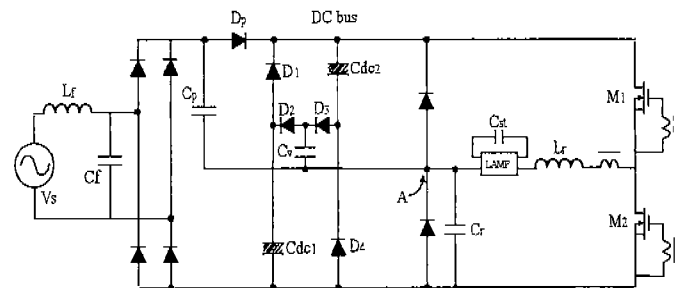 Dp
DC bus
Lf
D1
Cdc2
Cp
D2
D3
M1
Cst
Cv
Lr
LAMP
Vs
Cf
A
M2
Cr
Cdc1
D4